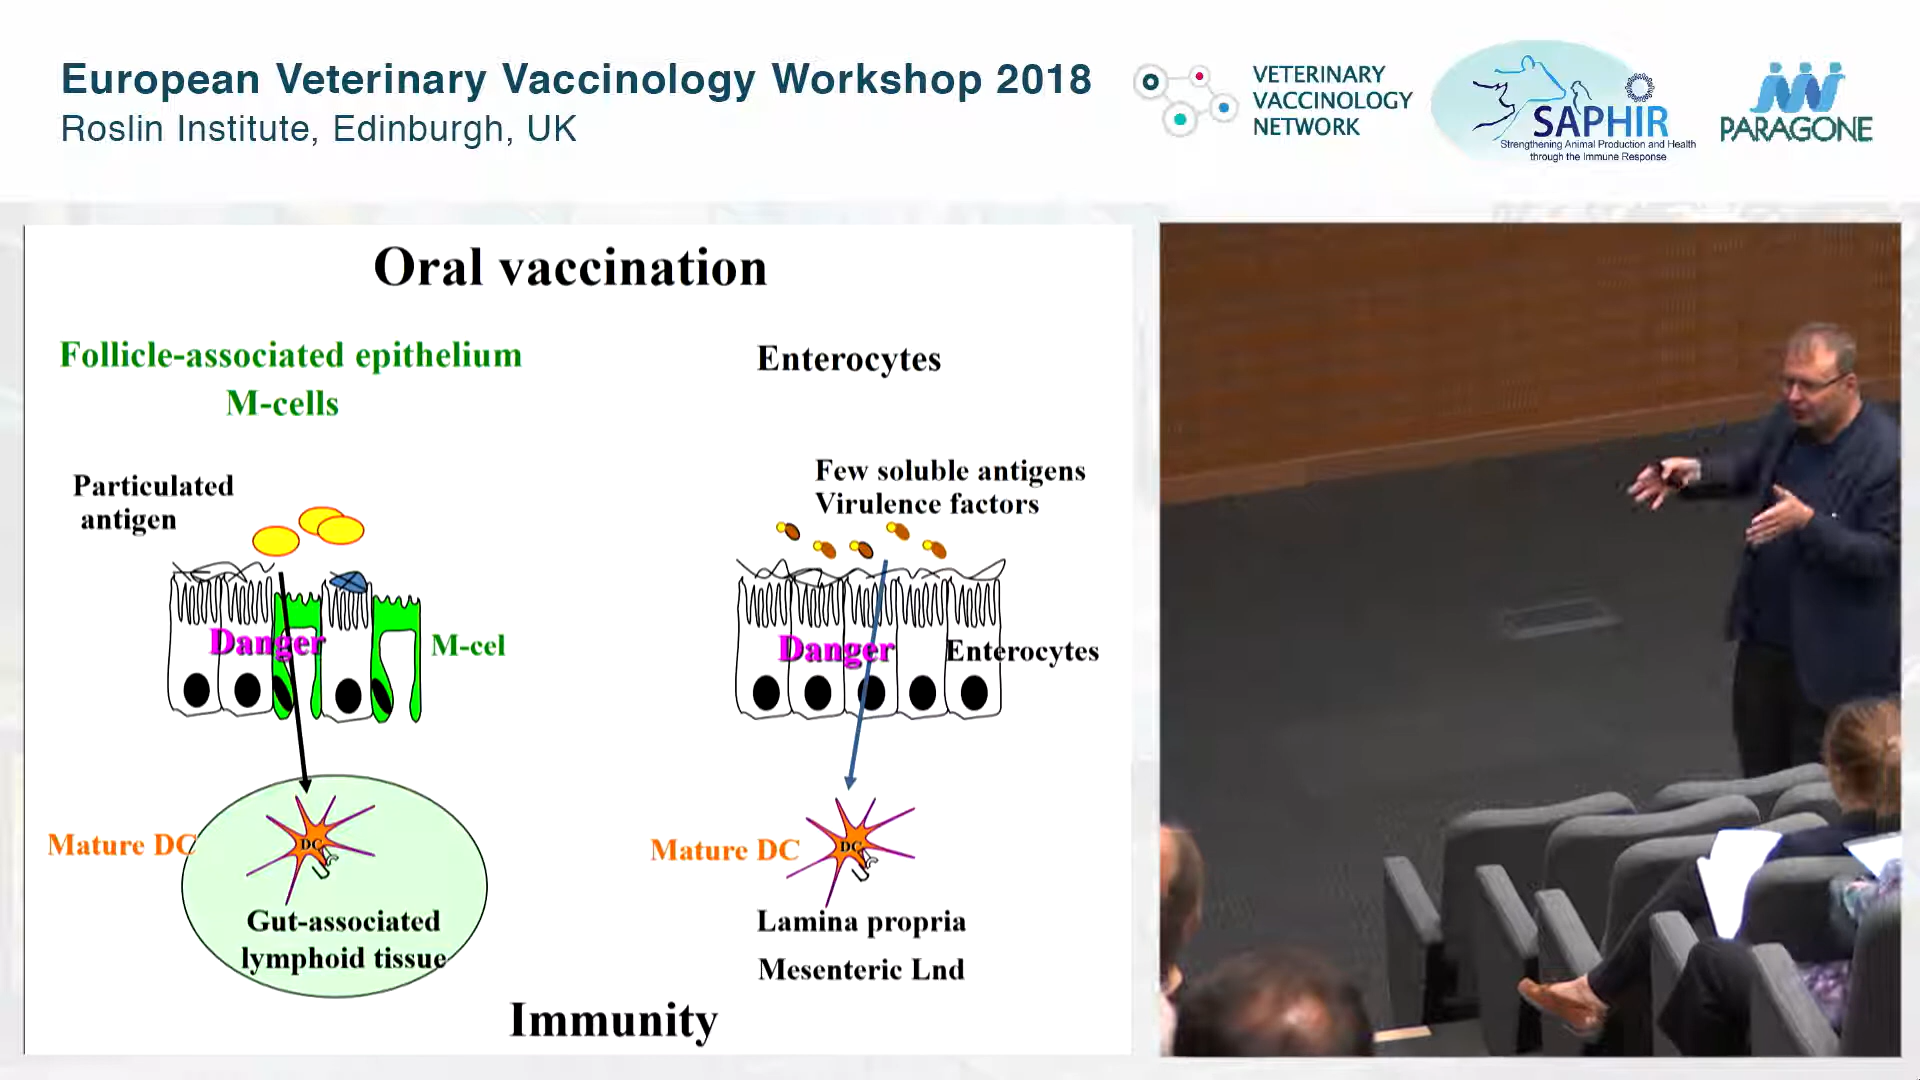 European Veterinary Vaccinology Workshop 2018
Roslin Institute, Edinburgh, UK
VETERINARY
VACCINOLOGY
NETWORK
SAPHIR
Strengthening Animal Production and Health
through the Immune Response
PARAGONE
Oral vaccination
Follicle-associated epithelium
M-cells
Enterocytes
Particulated
antigen
Few soluble antigens
Virulence factors
Danger
M-cel
Danger
Enterocytes
Mature DC
DC
Mature DC
DC
Gut-associated
lymphoid tissue
Lamina propria
Mesenteric Lnd
Immunity